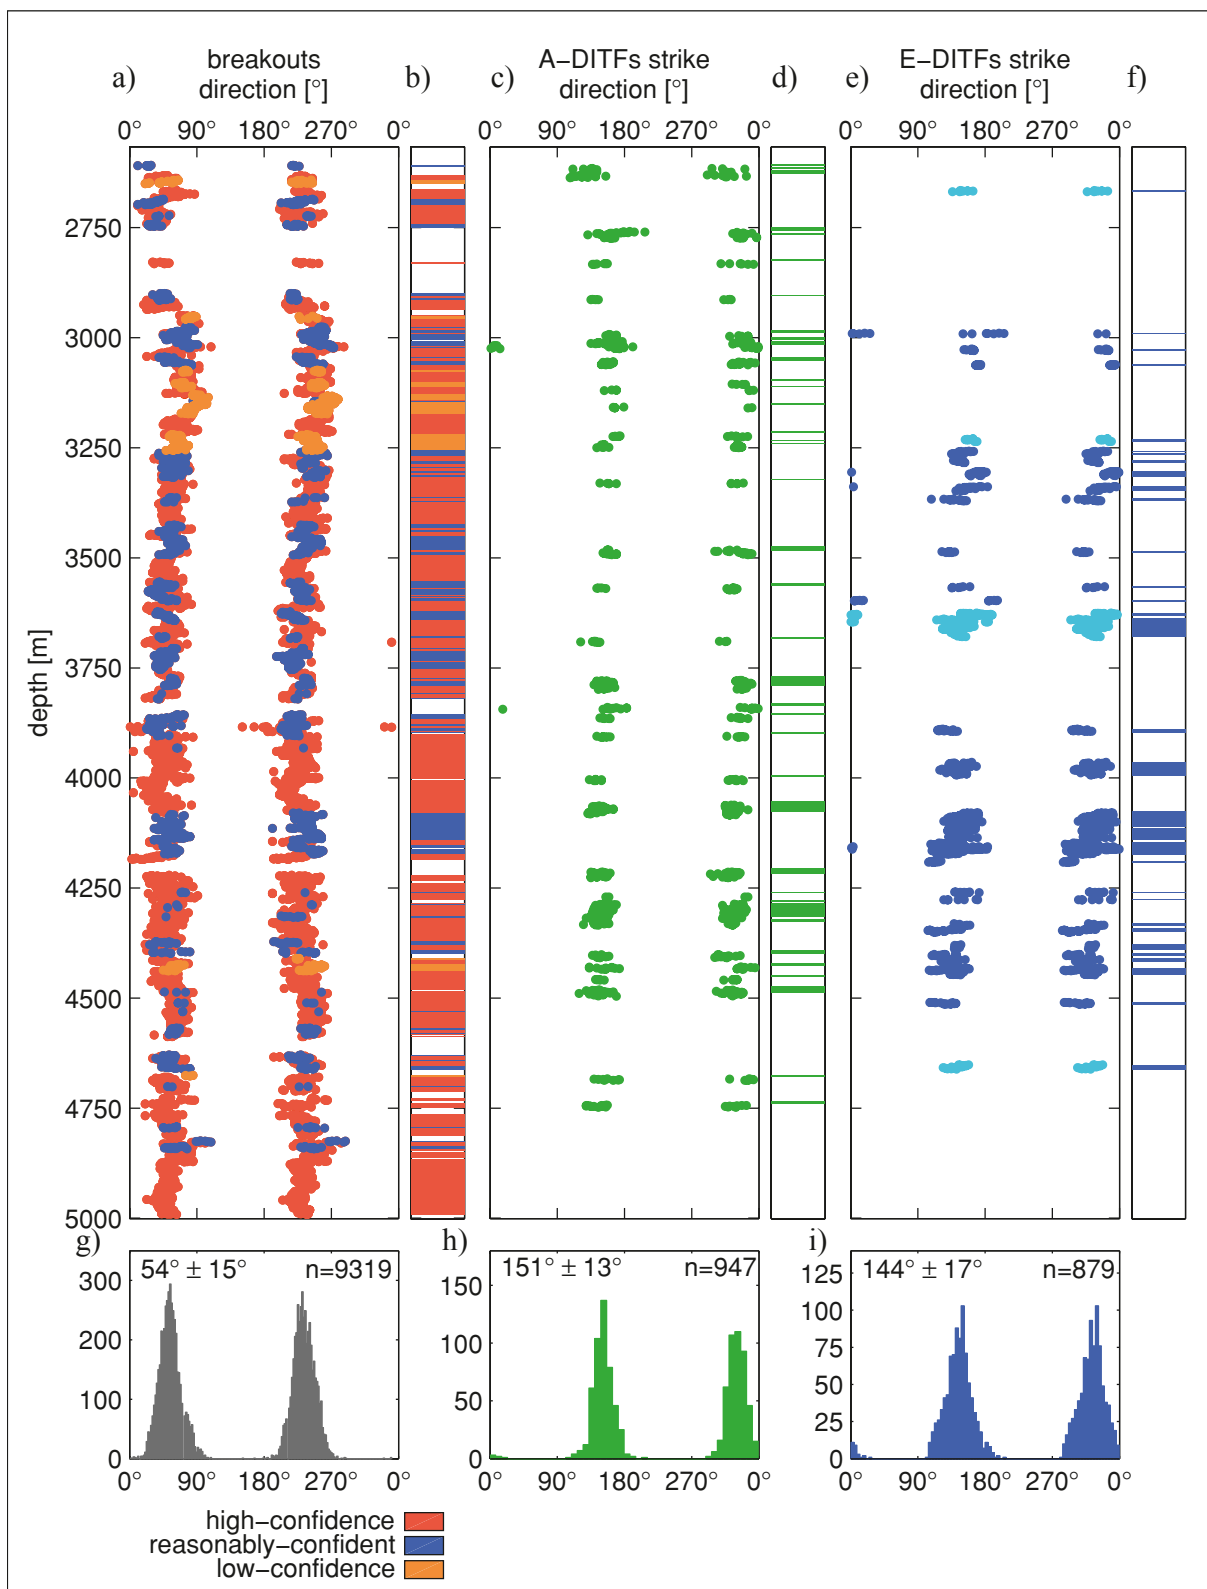 breakouts A-DITFs strike E-DITFs strike
a) direction [°] b) c) direction [°] d) e) direction [°] f)
0° 90° 180° 270° 0° 0° 90° 180° 270° 0° 0° 90° 180° 270° 0°
2750
3000
3250
3500
3750
4000
4250
4500
4750
5000
depth [m]
g) h) i)
54° ± 15° n=9319 151° ± 13° n=947 144° ± 17° n=879
300
200
100
0
150
100
50
0
125
100
75
50
25
0
0° 90° 180° 270° 0° 0° 90° 180° 270° 0° 0° 90° 180° 270° 0°
high-confidence
reasonably-confident
low-confidence